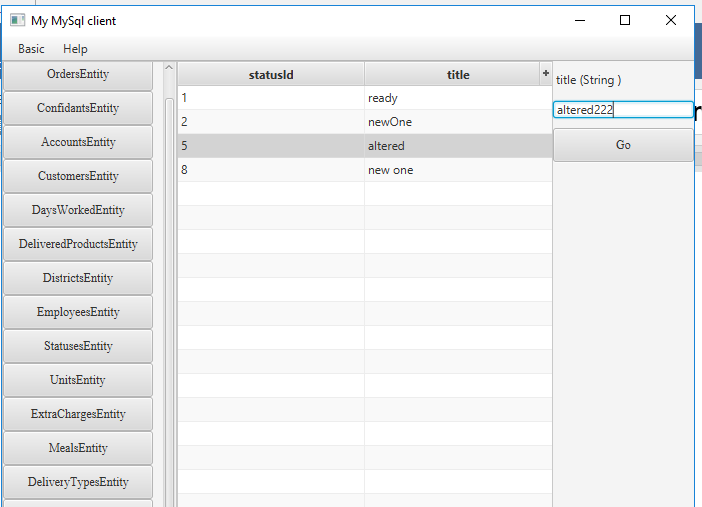 My MySql client
Basic Help
OrdersEntity
ConfidantsEntity
AccountsEntity
CustomersEntity
DaysWorkedEntity
DeliveredProductsEntity
DistrictsEntity
EmployeesEntity
StatusesEntity
UnitsEntity
ExtraChargesEntity
MealsEntity
DeliveryTypesEntity
statusId title +
1 ready
2 newOne
5 altered
8 new one
title (String )
altered222
Go